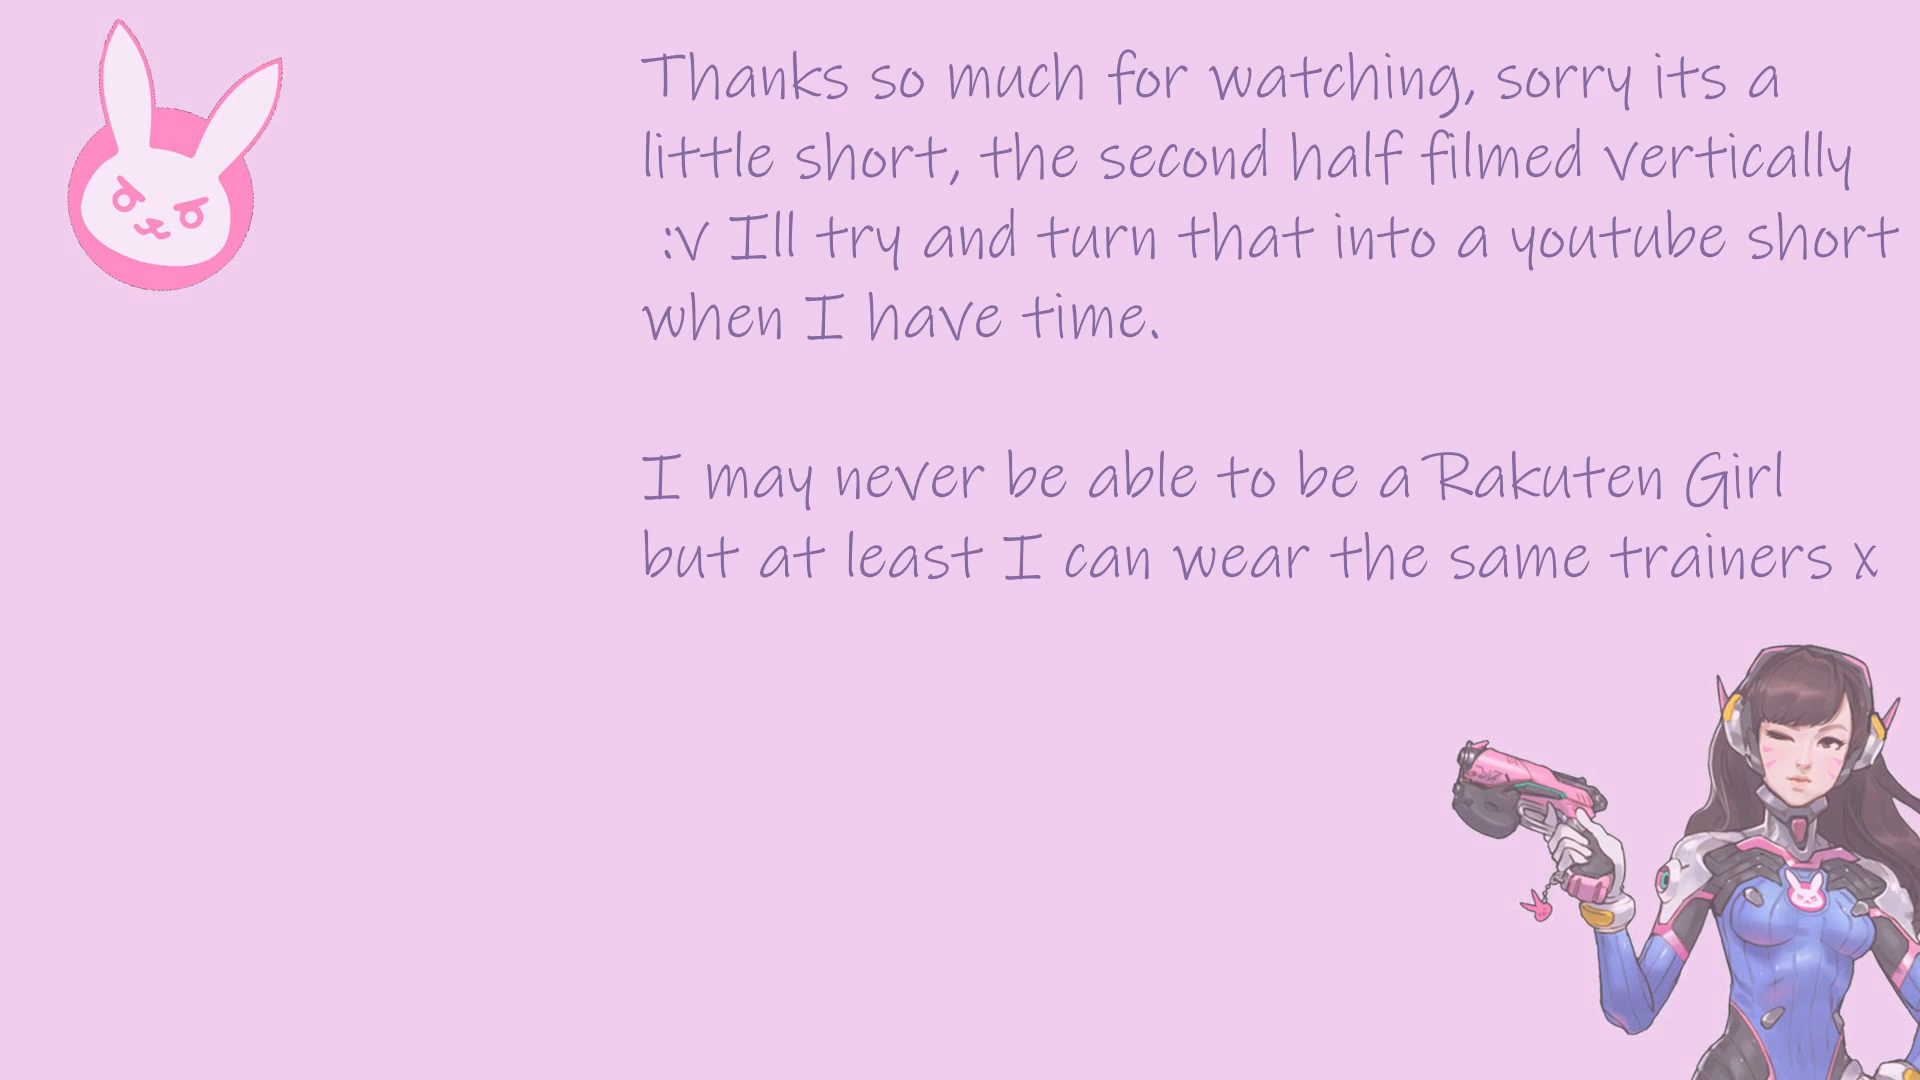 Thanks so much for watching, sorry its a
little short, the second half filmed vertically
:v Ill try and turn that into a youtube short
when I have time.
I may never be able to be a Rakuten Girl
but at least I can wear the same trainers x